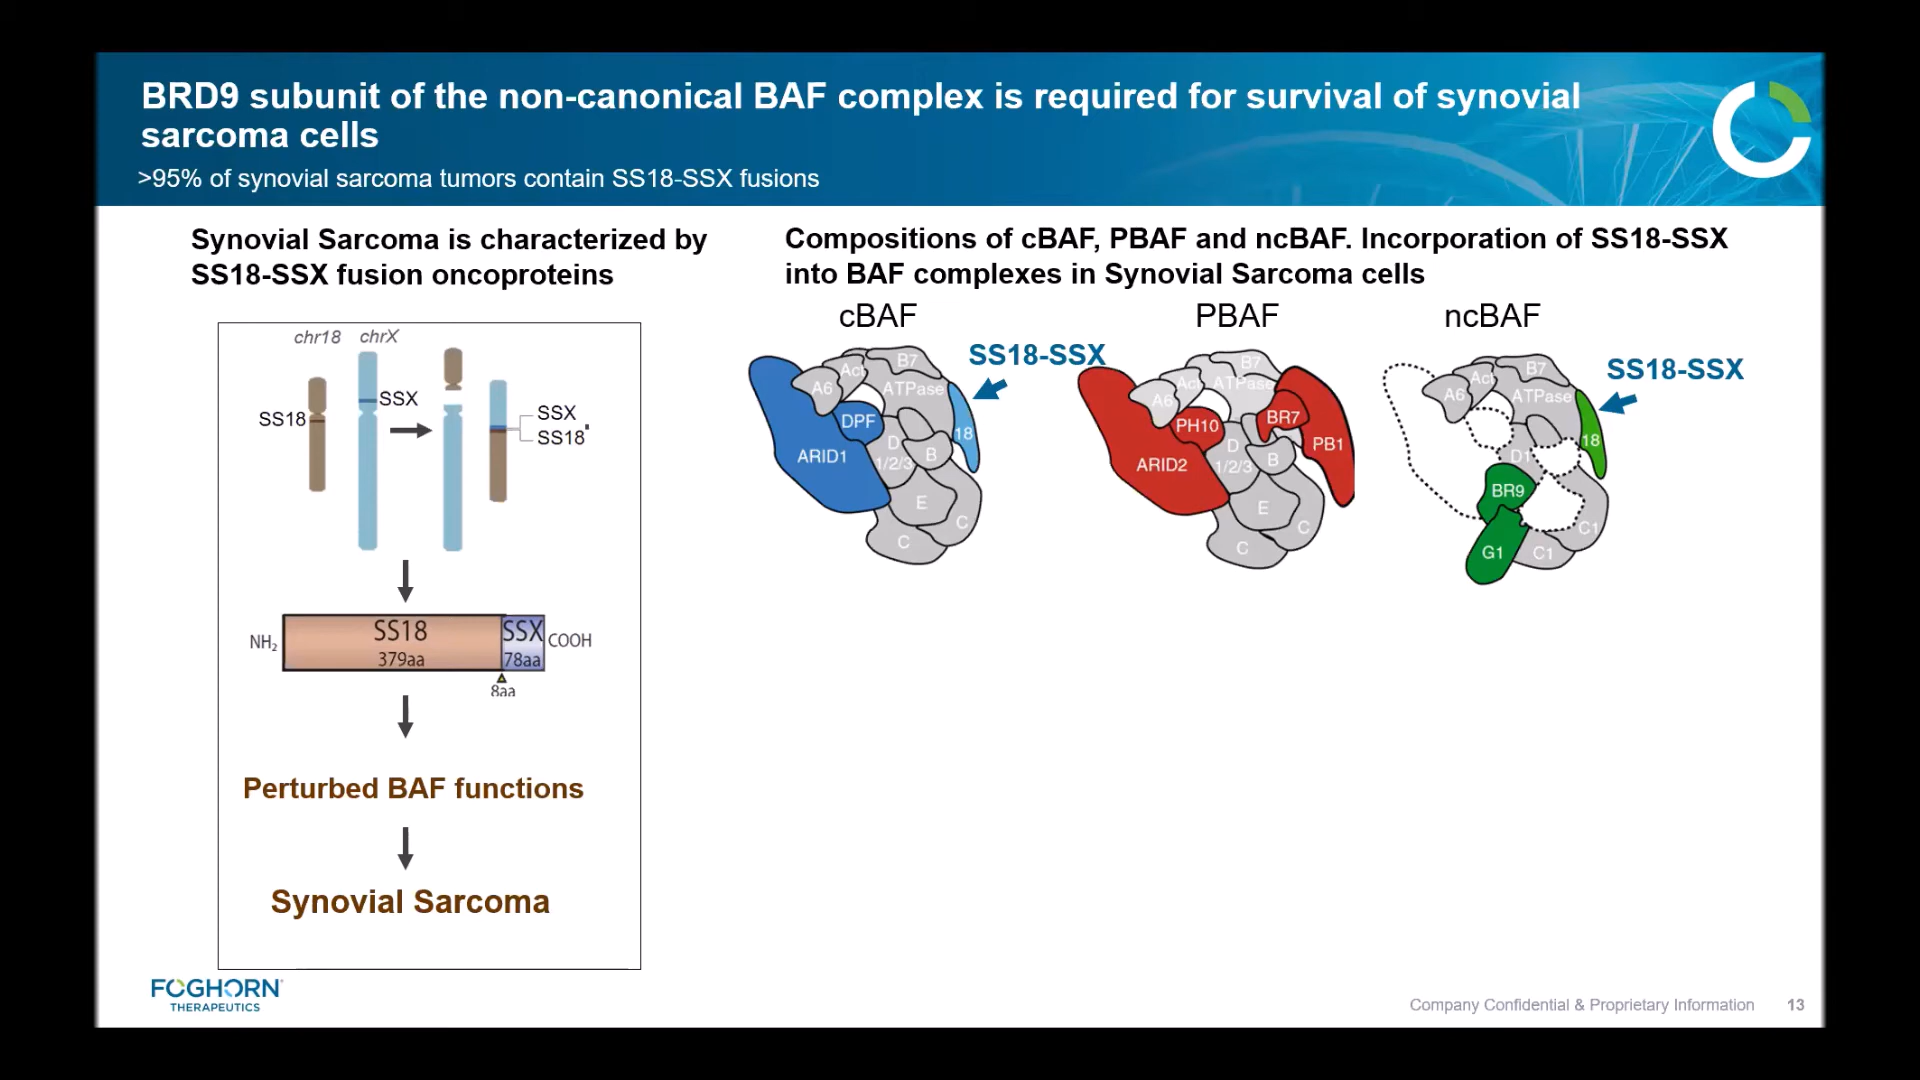 BRD9 subunit of the non-canonical BAF complex is required for survival of synovial
sarcoma cells
>95% of synovial sarcoma tumors contain SS18-SSX fusions
Synovial Sarcoma is characterized by
SS18-SSX fusion oncoproteins
chr18 chrX
SS18
SSX
SSX
SS18'
NH2
SS18
379aa
SSX
78aa
COOH
8aa
Perturbed BAF functions
Synovial Sarcoma
Compositions of cBAF, PBAF and ncBAF. Incorporation of SS18-SSX
into BAF complexes in Synovial Sarcoma cells
cBAF
SS18-SSX
B7
Act
A6
ATPase
DPF
18
D
1/2/3
B
ARID1
E
C
C
PBAF
B7
Act
ATPase
A6
BR7
PH10
PB1
D
1/2/3
B
ARID2
E
C
C
ncBAF
SS18-SSX
B7
Act
A6
ATPase
18
D1
BR9
C1
G1
C1
FOGHORN
THERAPEUTICS
Company Confidential & Proprietary Information 13